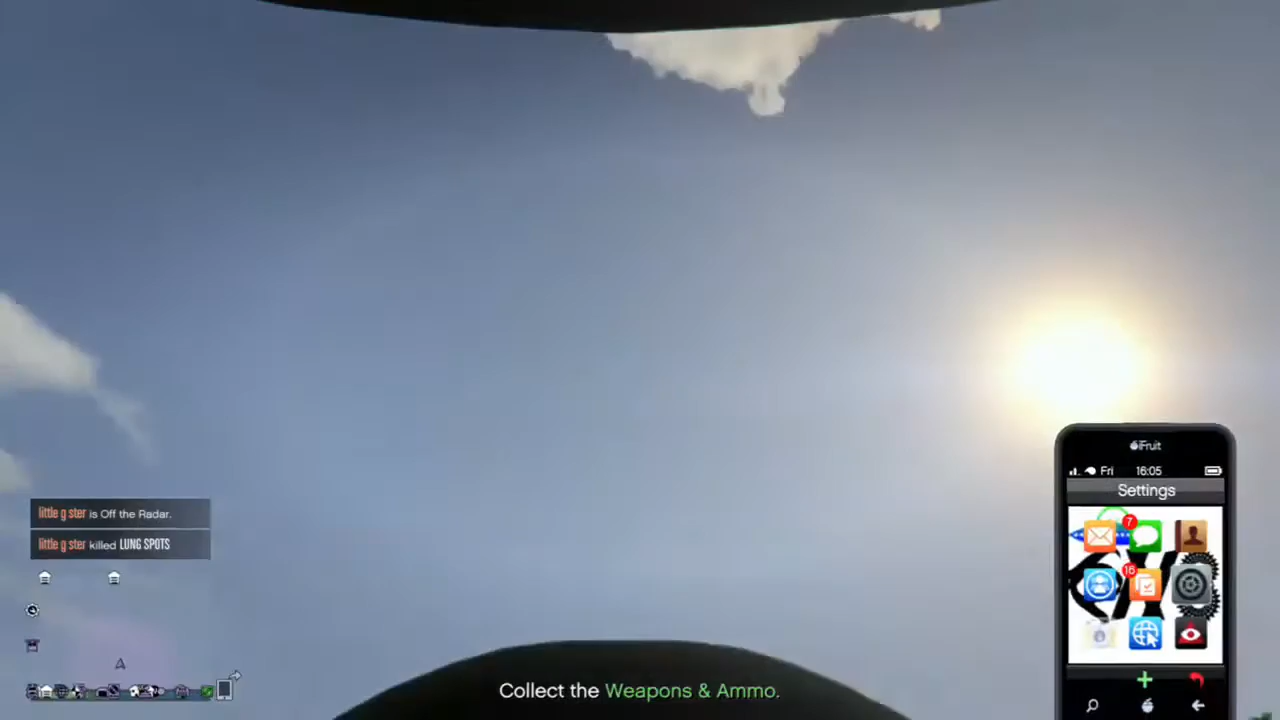 iFruit
Fri 16:05
Settings
7
16
little g ster is Off the Radar.
little g ster killed LUNG SPOTS
Collect the Weapons & Ammo.